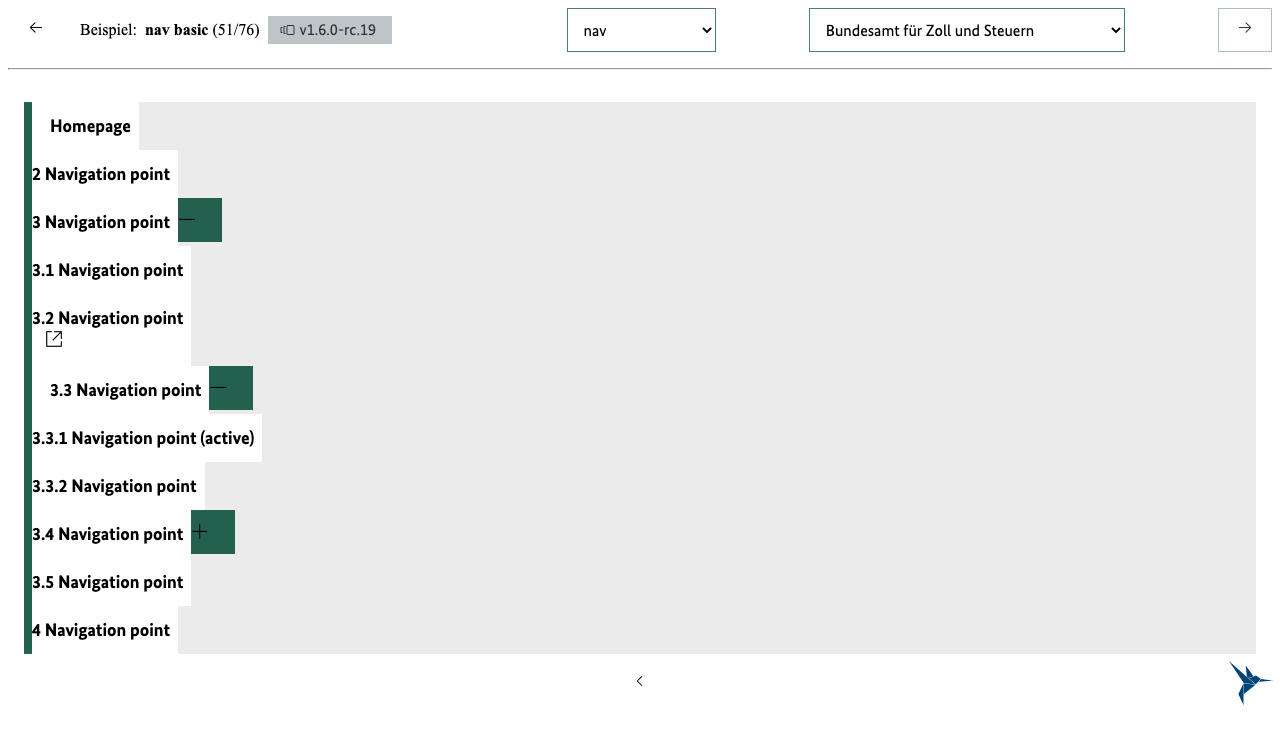 Beispiel: nav basic (51/76) v1.6.0-rc.19 nav Bundesamt für Zoll und Steuern
Homepage
2 Navigation point
3 Navigation point
3.1 Navigation point
3.2 Navigation point
3.3 Navigation point
3.3.1 Navigation point (active)
3.3.2 Navigation point
3.4 Navigation point
3.5 Navigation point
4 Navigation point